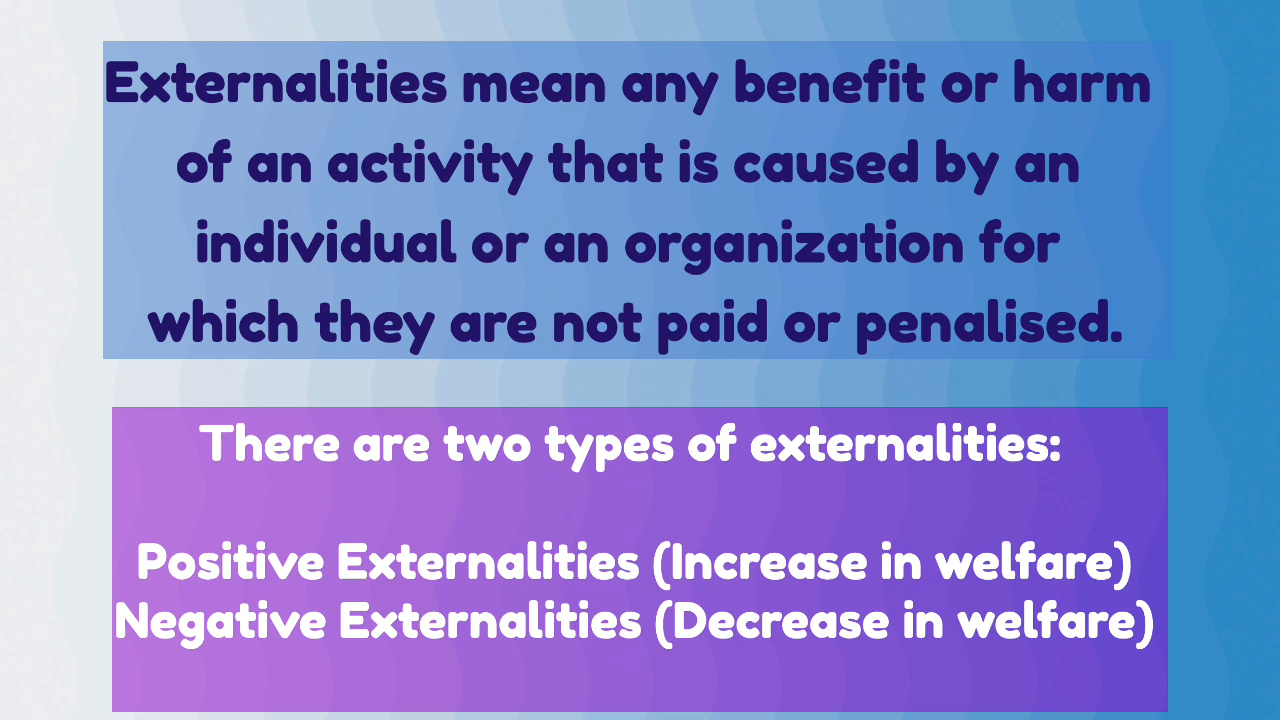 Externalities mean any benefit or harm
of an activity that is caused by an
individual or an organization for
which they are not paid or penalised.
There are two types of externalities:
Positive Externalities (Increase in welfare)
Negative Externalities (Decrease in welfare)